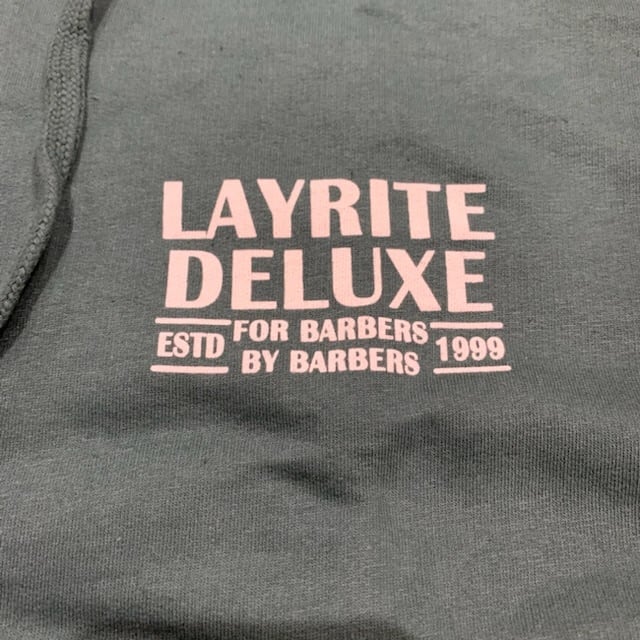 LAYRITE
DELUXE
ESTD FOR BARBERS 1999
BY BARBERS